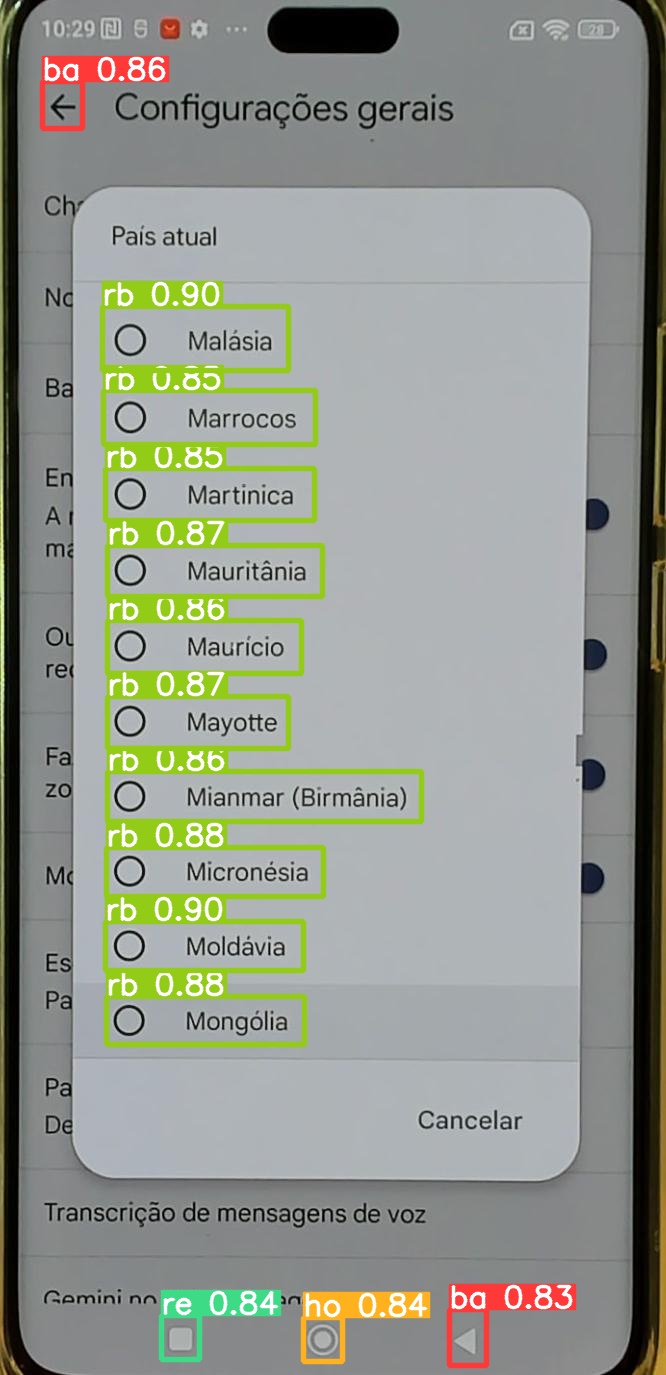 10:29
28
ba 0.86
Configurações gerais
Ch
País atual
No
rb 0.90
Malásia
rb 0.85
Ba
Marrocos
rb 0.85
En
Martinica
A
rb 0.87
ma
Mauritânia
rb 0.86
Ou
Maurício
rec
rb 0.87
Mayotte
rb 0.86
Fa
zo
Mianmar (Birmânia)
rb 0.88
Mo
Micronésia
rb 0.90
Moldávia
Es
rb 0.88
Pa
Mongólia
Pa
Cancelar
De
Transcrição de mensagens de voz
Gemini no
re 0.84 ho 0.84 ba 0.83